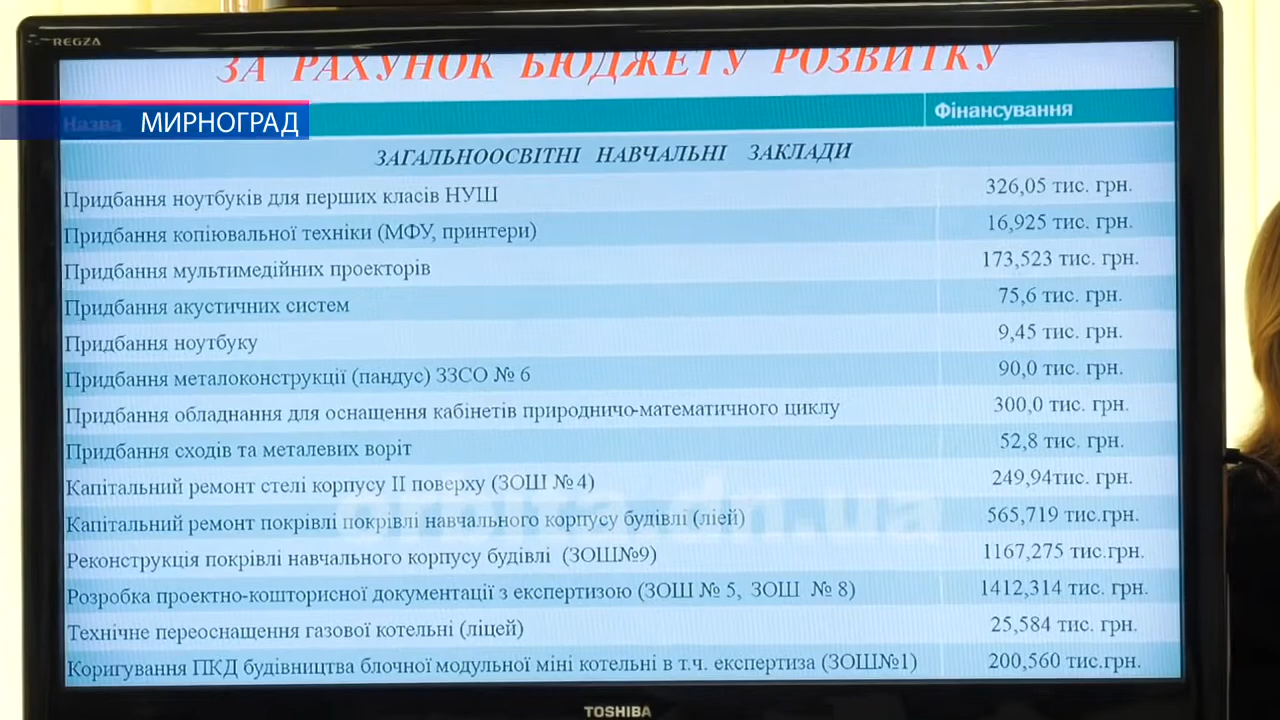 REGZA
ЗА РАХУНОК БЮДЖЕТУ РОЗВИТКУ
Назва МИРНОГРАД Фінансування
ЗАГАЛЬНООСВІТНІ НАВЧАЛЬНІ ЗАКЛАДИ
Придбання ноутбуків для перших класів НУШ 326,05 тис. грн.
Придбання копіювальної техніки (МФУ, принтери) 16,925 тис. грн.
Придбання мультимедійних проекторів 173,523 тис. грн.
Придбання акустичних систем 75,6 тис. грн.
Придбання ноутбуку 9,45 тис. грн.
Придбання металоконструкції (пандус) ЗЗСО № 6 90,0 тис. грн.
Придбання обладнання для оснащення кабінетів природничо-математичного циклу 300,0 тис. грн.
Придбання сходів та металевих воріт 52,8 тис. грн.
Капітальний ремонт стелі корпусу ІІ поверху (ЗОШ № 4) 249,94тис. грн.
Капітальний ремонт покрівлі покрівлі навчального корпусу будівлі (ліей) 565,719 тис.грн.
orbita.dn.ua
Реконструкція покрівлі навчального корпусу будівлі (ЗОШ№9) 1167,275 тис.грн.
Розробка проектно-кошторисної документації з експертизою (ЗОШ № 5, ЗОШ № 8) 1412,314 тис. грн.
Технічне переоснащення газової котельні (ліцей) 25,584 тис. грн.
Коригування ПКД будівництва блочної модульної міні котельні в т.ч. експертиза (ЗОШ№1) 200,560 тис.грн.
TOSHIBA